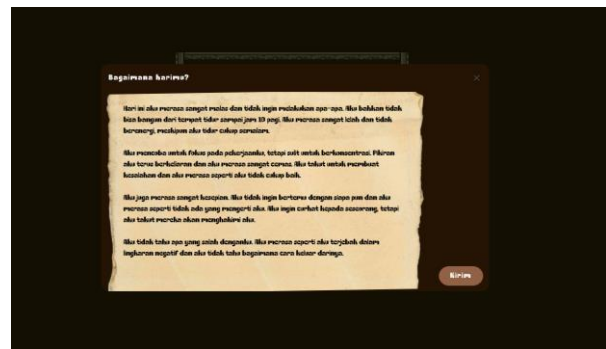 Bagaimana harimu?
Hari ini aku merasa sangat malas dan tidak ingin melakukan apa-apa. Aku bahkan tidak
bisa bangun dari tempat tidur sampai jam 10 pagi. Aku merasa sangat lelah dan tidak
berenergi, meskipun aku tidur cukup semalam.
Aku mencoba untuk fokus pada pekerjaanku, tetapi sulit untuk berkonsentrasi. Pikiran
aku terus berkeliaran dan aku merasa sangat cemas. Aku takut untuk membuat
kesalahan dan aku merasa seperti aku tidak cukup baik.
Aku juga merasa sangat kesepian. Aku tidak ingin bertemu dengan siapa pun dan aku
merasa seperti tidak ada yang mengerti aku. Aku ingin curhat kepada seseorang, tetapi
aku takut mereka akan menghakimi aku.
Aku tidak tahu apa yang salah denganku. Aku merasa seperti aku terjebak dalam
lingkaran negatif dan aku tidak tahu bagaimana cara keluar darinya.
Kirim